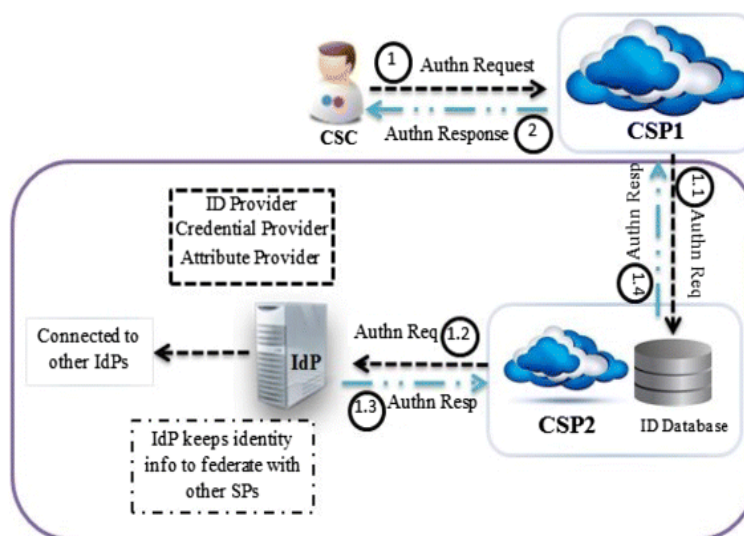 1
Authn Request
CSP1
CSC
Authn Response
2
ID Provider
Credential Provider
Attribute Provider
Authn Resp
1.1
Authn Req
1.4
Connected to
other IdPs
IdP
Authn Req
1.2
1.3
Authn Resp
CSP2
ID Database
IdP keeps identity
info to federate with
other SPs